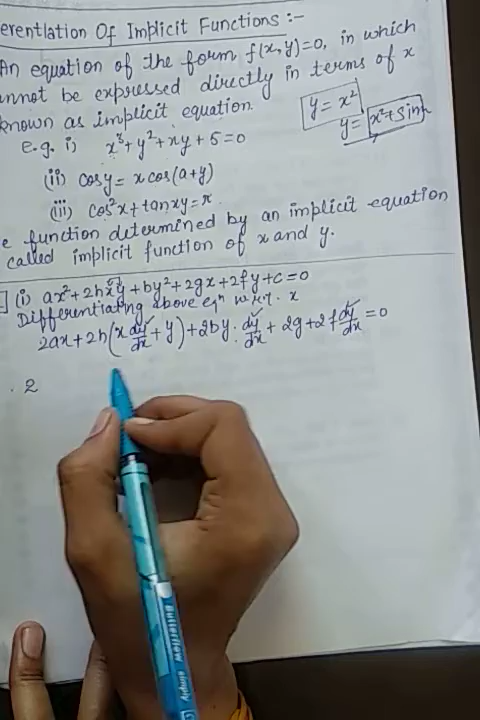 erentiation Of Implicit Functions :-
An equation of the form f(x,y)=0, in which
annot be expressed directly in terms of x
known as implicit equation.
y = x²
y = x²+sinx
e.g. i) x³+y²+xy+5=0
(ii) cosy = x cos(a+y)
(iii) cos²x+tanxy=π
e function determined by an implicit equation
called implicit function of x and y.
(i) ax²+2hxy+by²+2gx+2fy+c=0
Differentiating above eqⁿ w.r.t. x
2ax+2h(x dy/dx + y)+2by. dy/dx + 2g+2f dy/dx = 0
2
Butterflow simply